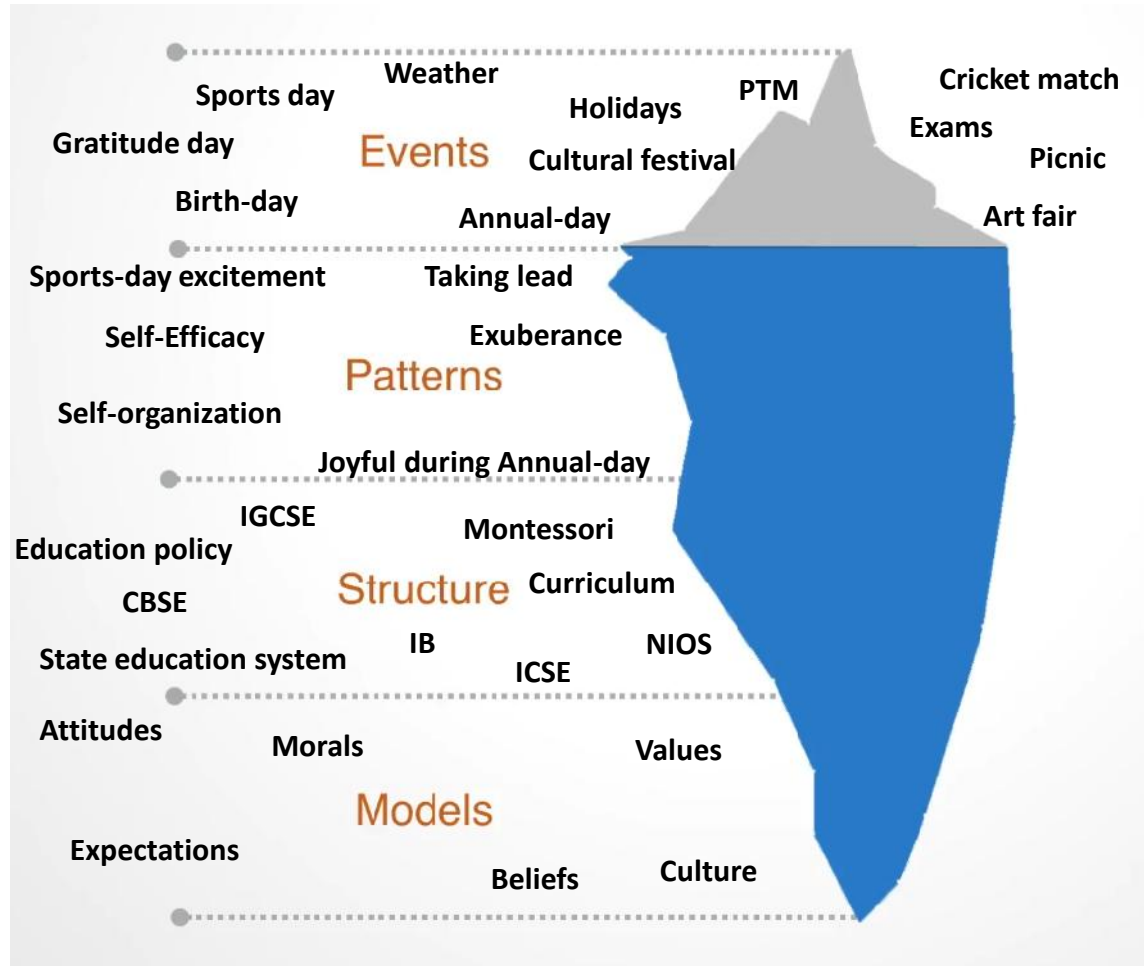 Weather
Sports day
Holidays
PTM
Cricket match
Gratitude day
Events
Cultural festival
Exams
Picnic
Birth-day
Annual-day
Art fair
Sports-day excitement
Taking lead
Self-Efficacy
Exuberance
Patterns
Self-organization
Joyful during Annual-day
IGCSE
Montessori
Education policy
Structure
Curriculum
CBSE
IB
NIOS
State education system
ICSE
Attitudes
Morals
Values
Models
Expectations
Beliefs
Culture